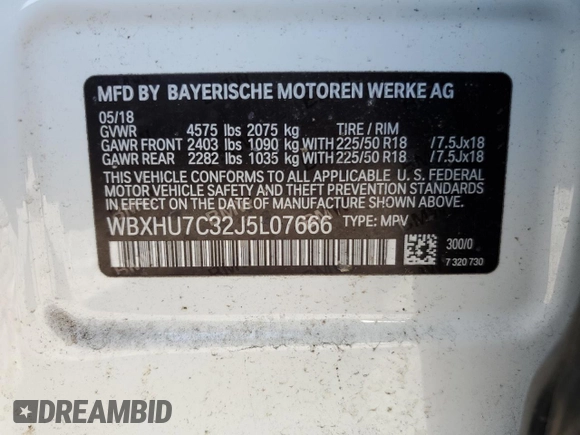 MFD BY BAYERISCHE MOTOREN WERKE AG
05/18
GVWR 4575 lbs 2075 kg TIRE / RIM
GAWR FRONT 2403 lbs 1090 kg WITH 225/50 R18 /7.5Jx18
GAWR REAR 2282 lbs 1035 kg WITH 225/50 R18 /7.5Jx18
THIS VEHICLE CONFORMS TO ALL APPLICABLE U. S. FEDERAL
MOTOR VEHICLE SAFETY AND THEFT PREVENTION STANDARDS
IN EFFECT ON THE DATE OF MANUFACTURE SHOWN ABOVE.
WBXHU7C32J5L07666 TYPE: MPV
300/0
7 320 730
DREAMBID